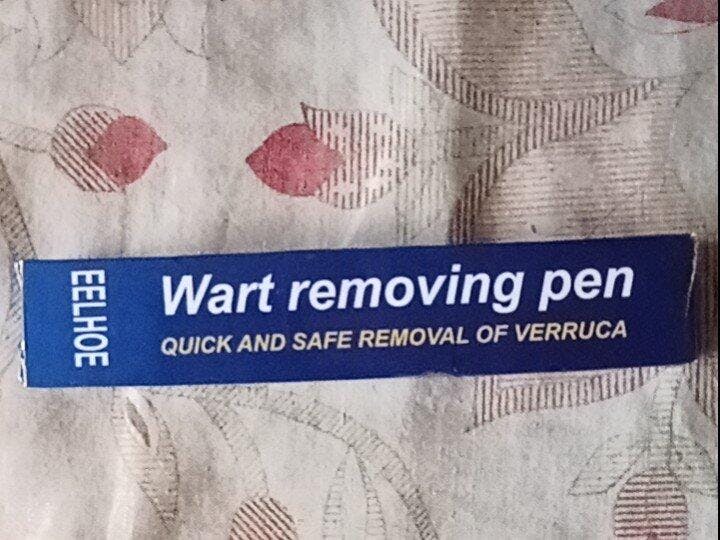 EELHOE
Wart removing pen
QUICK AND SAFE REMOVAL OF VERRUCA